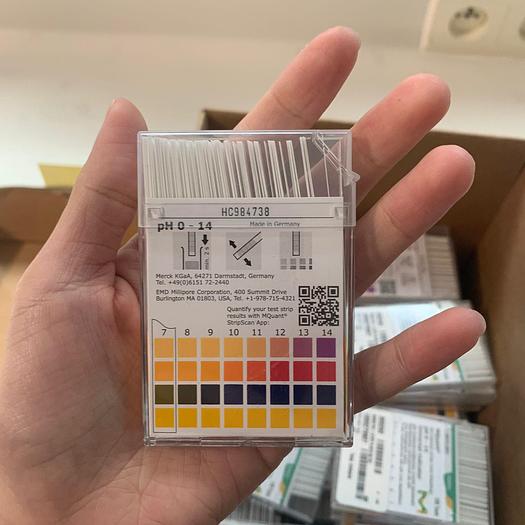 HC984738
pH 0 - 14
Made in Germany
min. 2 s
Merck KGaA, 64271 Darmstadt, Germany
Tel. +49(0)6151 72-2440
EMD Millipore Corporation, 400 Summit Drive
Burlington MA 01803, USA, Tel. +1-978-715-4321
Quantify your test strip
results with MQuant®
StripScan App:
7 8 9 10 11 12 13 14